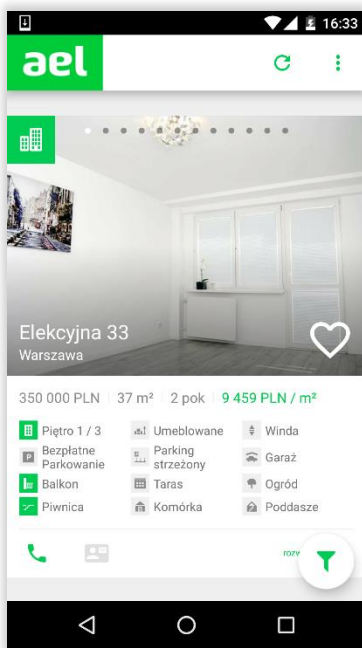 16:33
ael
Elekcyjna 33
Warszawa
350 000 PLN 37 m² 2 pok 9 459 PLN / m²
Piętro 1 / 3 Umeblowane Winda
Bezpłatne Parkowanie Parking strzeżony Garaż
Balkon Taras Ogród
Piwnica Komórka Poddasze